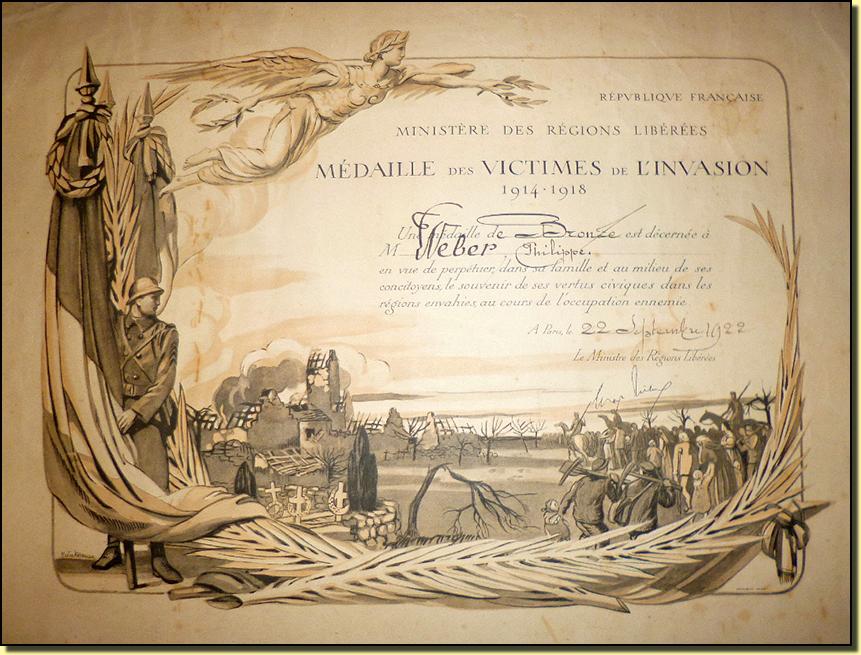 RÉPVBLIQVE FRANÇAISE
MINISTÈRE DES RÉGIONS LIBÉRÉES
MÉDAILLE DES VICTIMES DE L'INVASION
1914·1918
Une médaille de Bronze est décernée à
M Weber, Philippe.
en vue de perpétuer, dans sa famille et au milieu de ses
concitoyens, le souvenir de ses vertus civiques dans les
régions envahies, au cours de l'occupation ennemie.
A Paris, le 22 Septembre 1922
Le Ministre des Régions Libérées